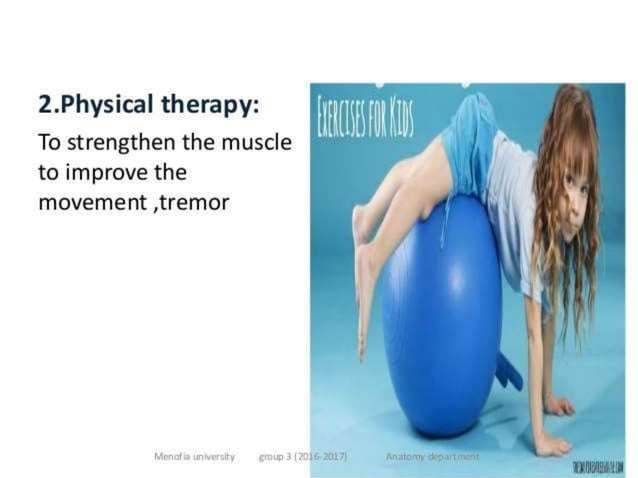 2.Physical therapy:
To strengthen the muscle
to improve the
movement ,tremor
EXERCISES FOR KIDS
Menofia university group 3 (2016-2017) Anatomy department